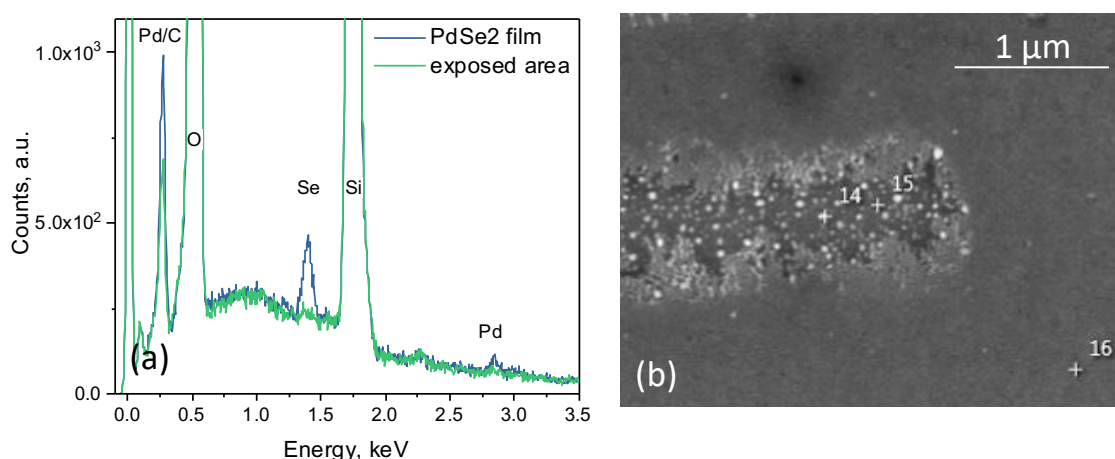 1.0x10³
5.0x10²
0.0
Counts, a.u.
Pd/C
O
Se
Si
Pd
PdSe2 film
exposed area
(a)
0.0 0.5 1.0 1.5 2.0 2.5 3.0 3.5
Energy, keV
1 μm
14
15
16
(b)